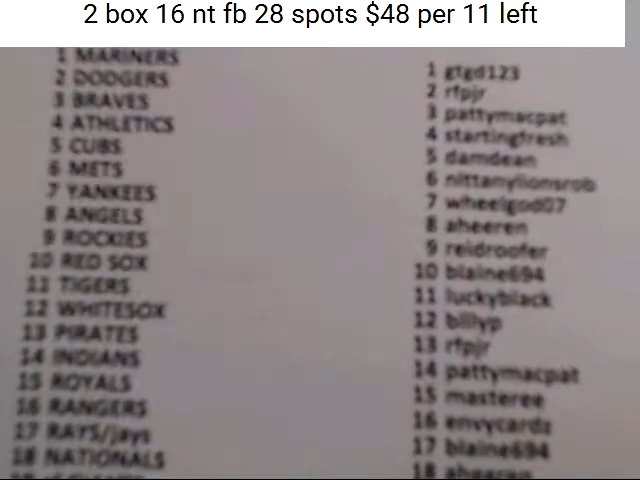 2 box 16 nt fb 28 spots $48 per 11 left
1 MARINERS
2 DODGERS
3 BRAVES
4 ATHLETICS
5 CUBS
6 METS
7 YANKEES
8 ANGELS
9 ROCKIES
10 RED SOX
11 TIGERS
12 WHITESOX
13 PIRATES
14 INDIANS
15 ROYALS
16 RANGERS
17 RAYS/jays
18 NATIONALS
1 gtgd123
2 rfpjr
3 pattymacpat
4 startingfresh
5 damdean
6 nittanylionsrob
7 wheelgod07
8 aheeren
9 reidroofer
10 blaine694
11 luckyblack
12 billyp
13 rfpjr
14 pattymacpat
15 masteree
16 envycardz
17 blaine694
18 aheeren